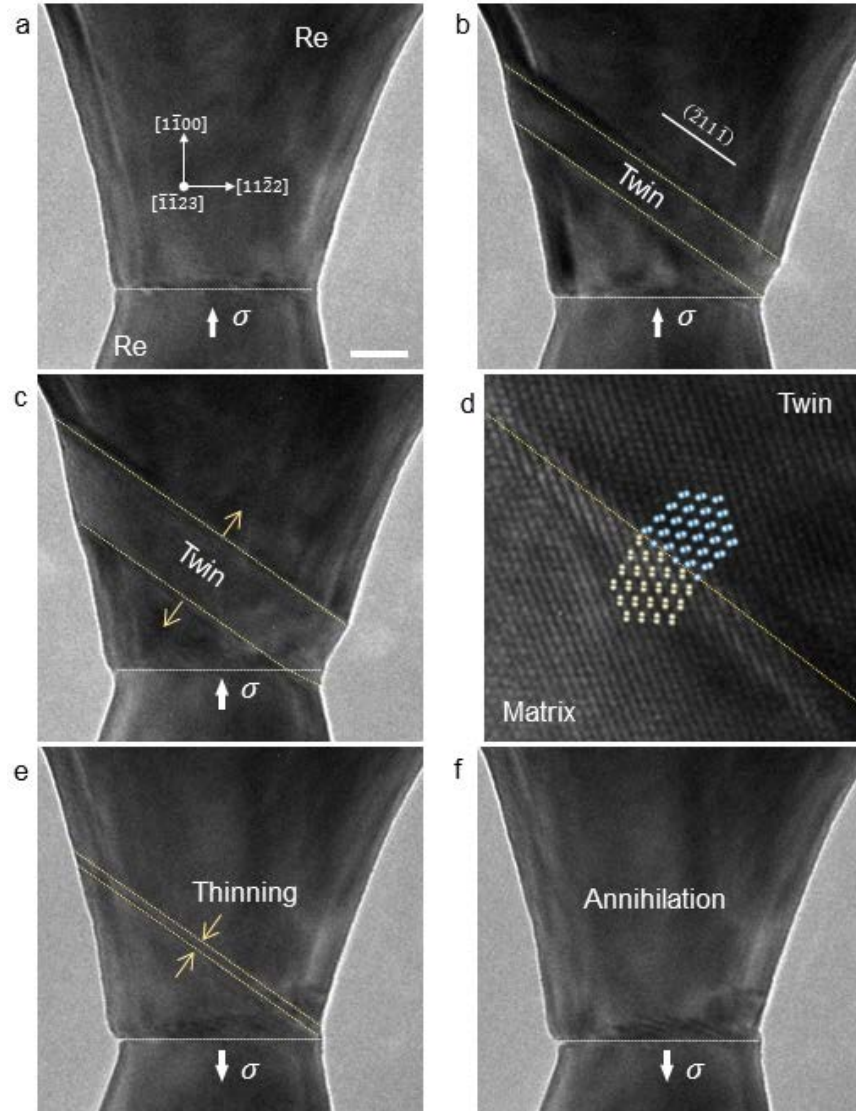 a
Re
[11̄00]
[112̄2]
[1̄1̄23]
σ
Re
b
(2̄111̄)
Twin
σ
c
Twin
σ
d
Twin
Matrix
e
Thinning
σ
f
Annihilation
σ